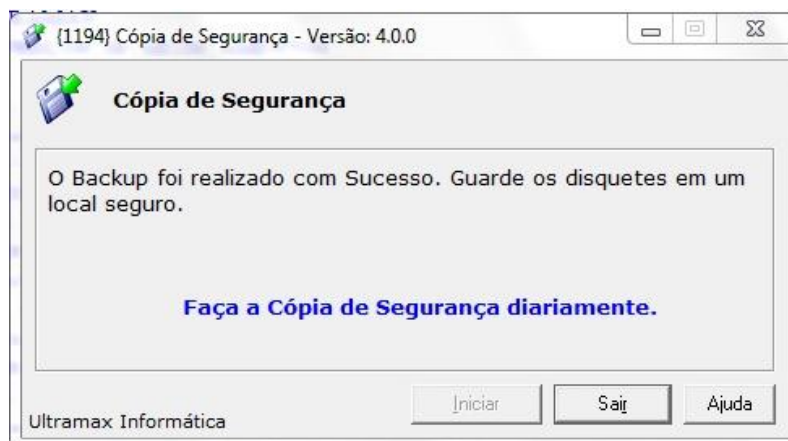 {1194} Cópia de Segurança - Versão: 4.0.0
Cópia de Segurança
O Backup foi realizado com Sucesso. Guarde os disquetes em um
local seguro.
Faça a Cópia de Segurança diariamente.
Iniciar
Sair
Ajuda
Ultramax Informática